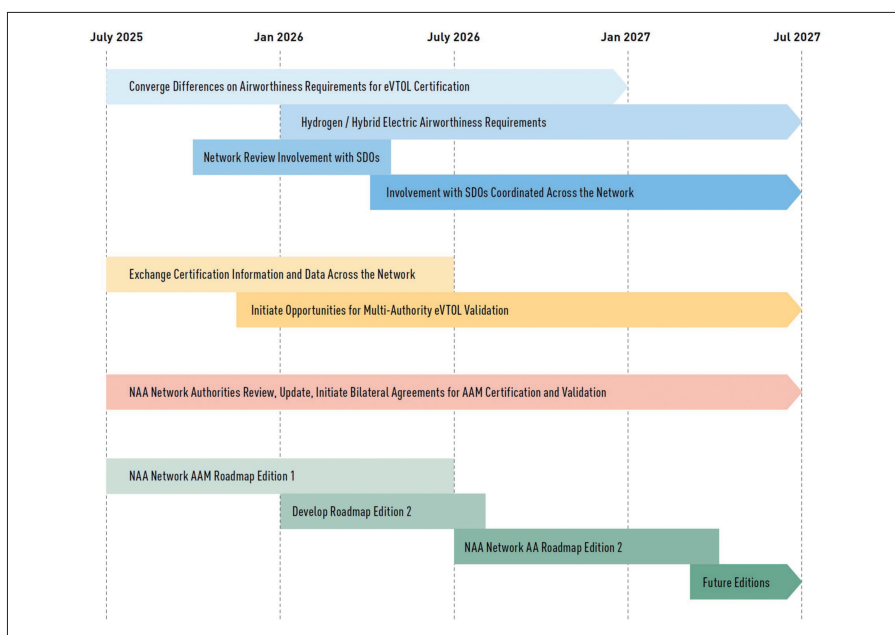 July 2025 Jan 2026 July 2026 Jan 2027 Jul 2027
Converge Differences on Airworthiness Requirements for eVTOL Certification
Hydrogen / Hybrid Electric Airworthiness Requirements
Network Review Involvement with SDOs
Involvement with SDOs Coordinated Across the Network
Exchange Certification Information and Data Across the Network
Initiate Opportunities for Multi-Authority eVTOL Validation
NAA Network Authorities Review, Update, Initiate Bilateral Agreements for AAM Certification and Validation
NAA Network AAM Roadmap Edition 1
Develop Roadmap Edition 2
NAA Network AA Roadmap Edition 2
Future Editions